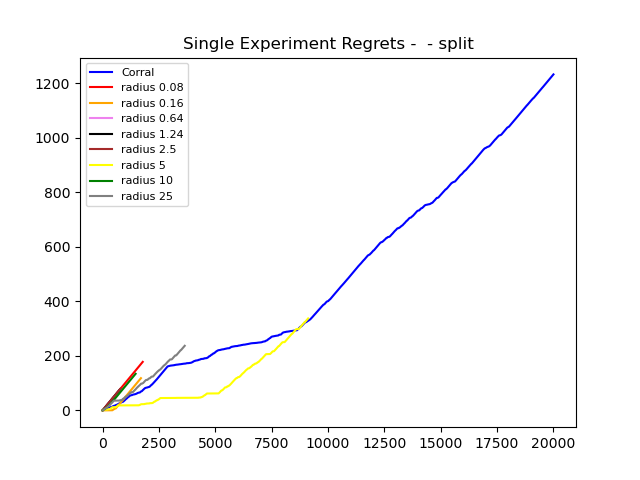 Single Experiment Regrets -  - split
1200
1000
800
600
400
200
0
Corral
radius 0.08
radius 0.16
radius 0.64
radius 1.24
radius 2.5
radius 5
radius 10
radius 25
0 2500 5000 7500 10000 12500 15000 17500 20000